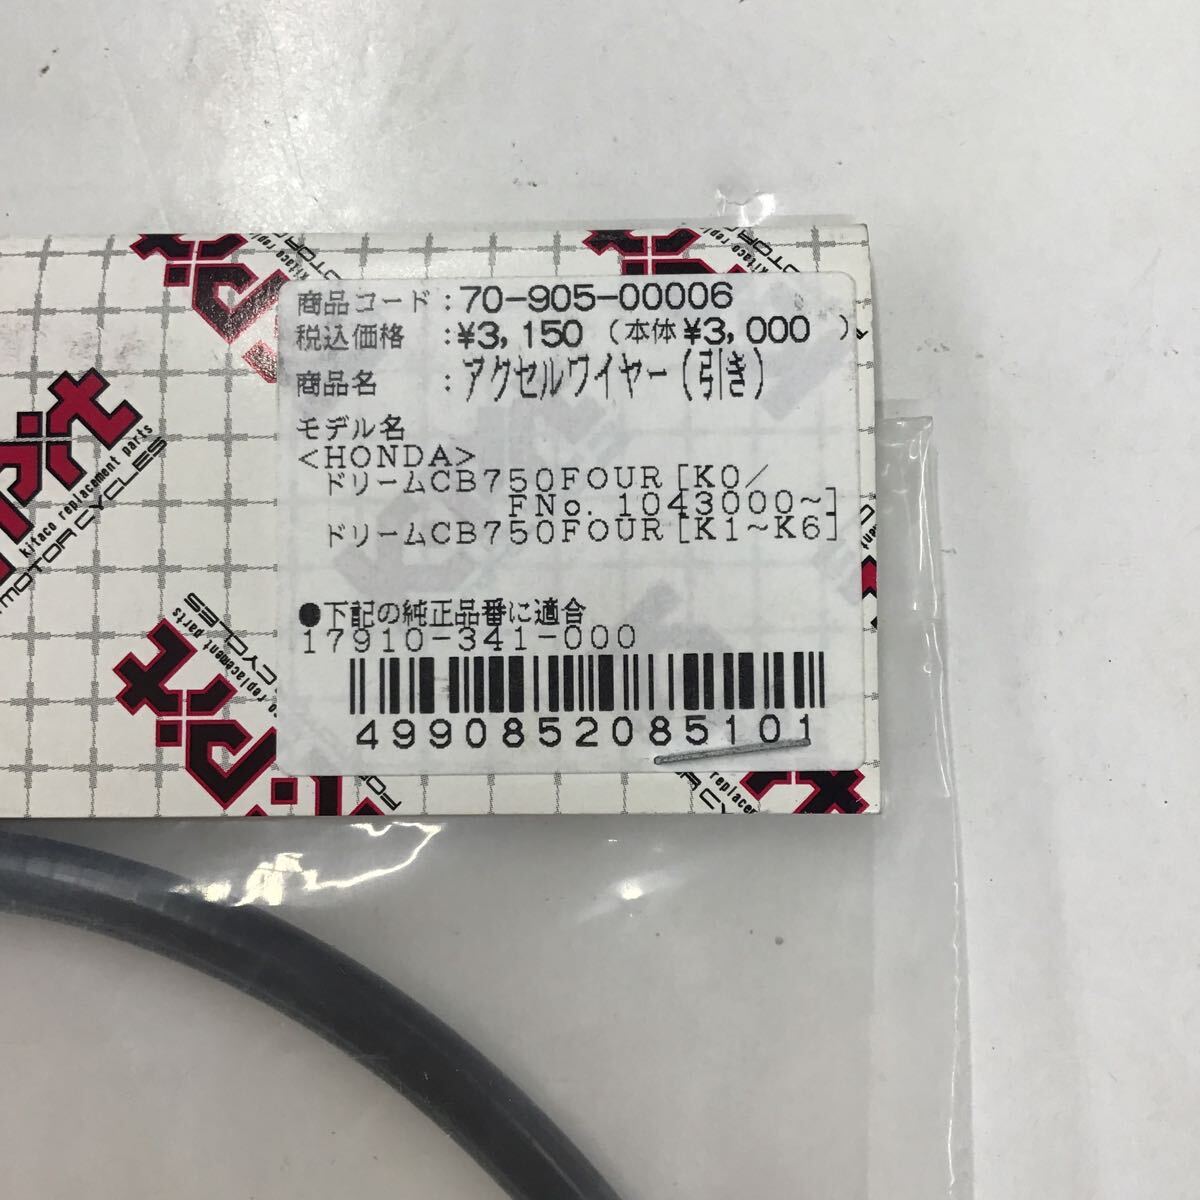 商品コード：70-905-00006
税込価格　：¥3,150（本体¥3,000　）
商品名　　：アクセルワイヤー(引き)
モデル名
<HONDA>
ドリームCB750FOUR[K0/
FNo.1043000~]
ドリームCB750FOUR[K1~K6]
●下記の純正品番に適合
17910-341-000
4990852085101
kitaco replacement parts
MOTORCYCLES